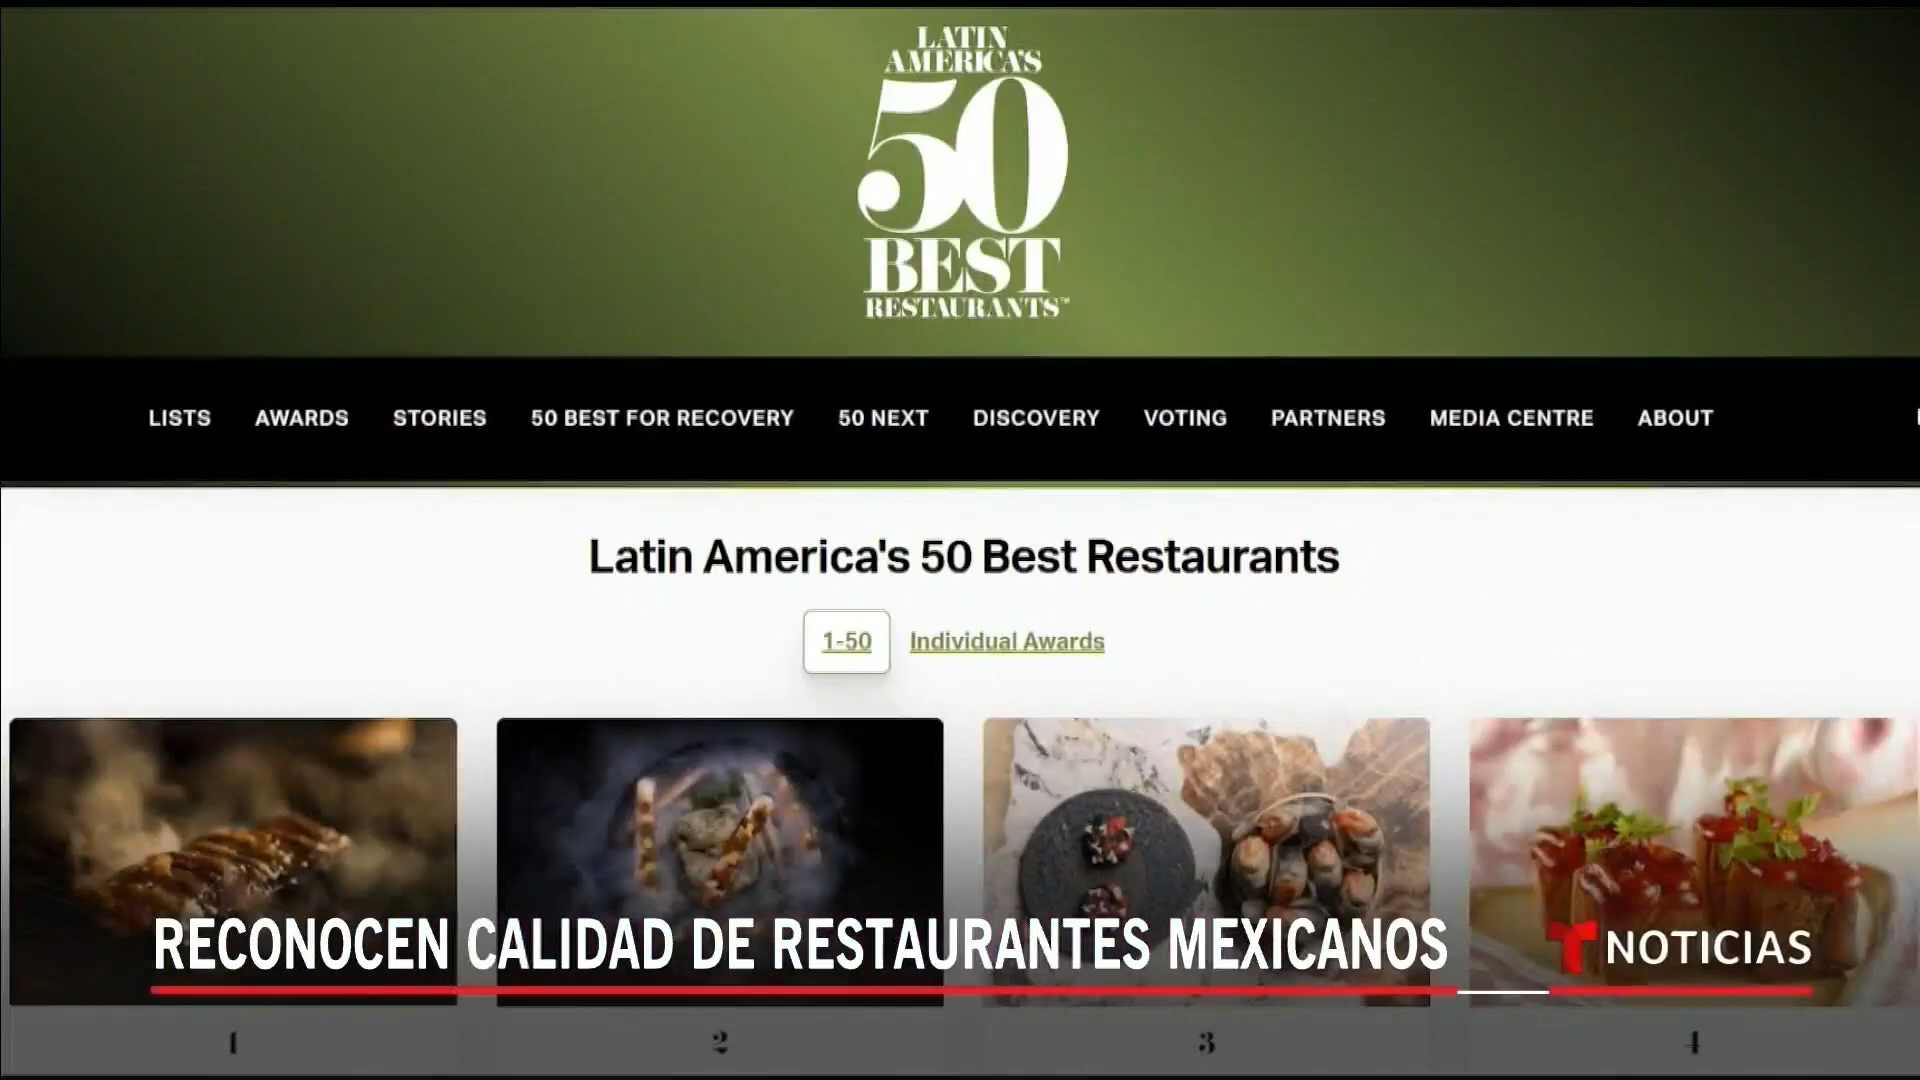 LATIN
AMERICA'S
50
BEST
RESTAURANTS™
LISTS AWARDS STORIES 50 BEST FOR RECOVERY 50 NEXT DISCOVERY VOTING PARTNERS MEDIA CENTRE ABOUT
Latin America's 50 Best Restaurants
1-50 Individual Awards
RECONOCEN CALIDAD DE RESTAURANTES MEXICANOS
T NOTICIAS
1 2 3 4